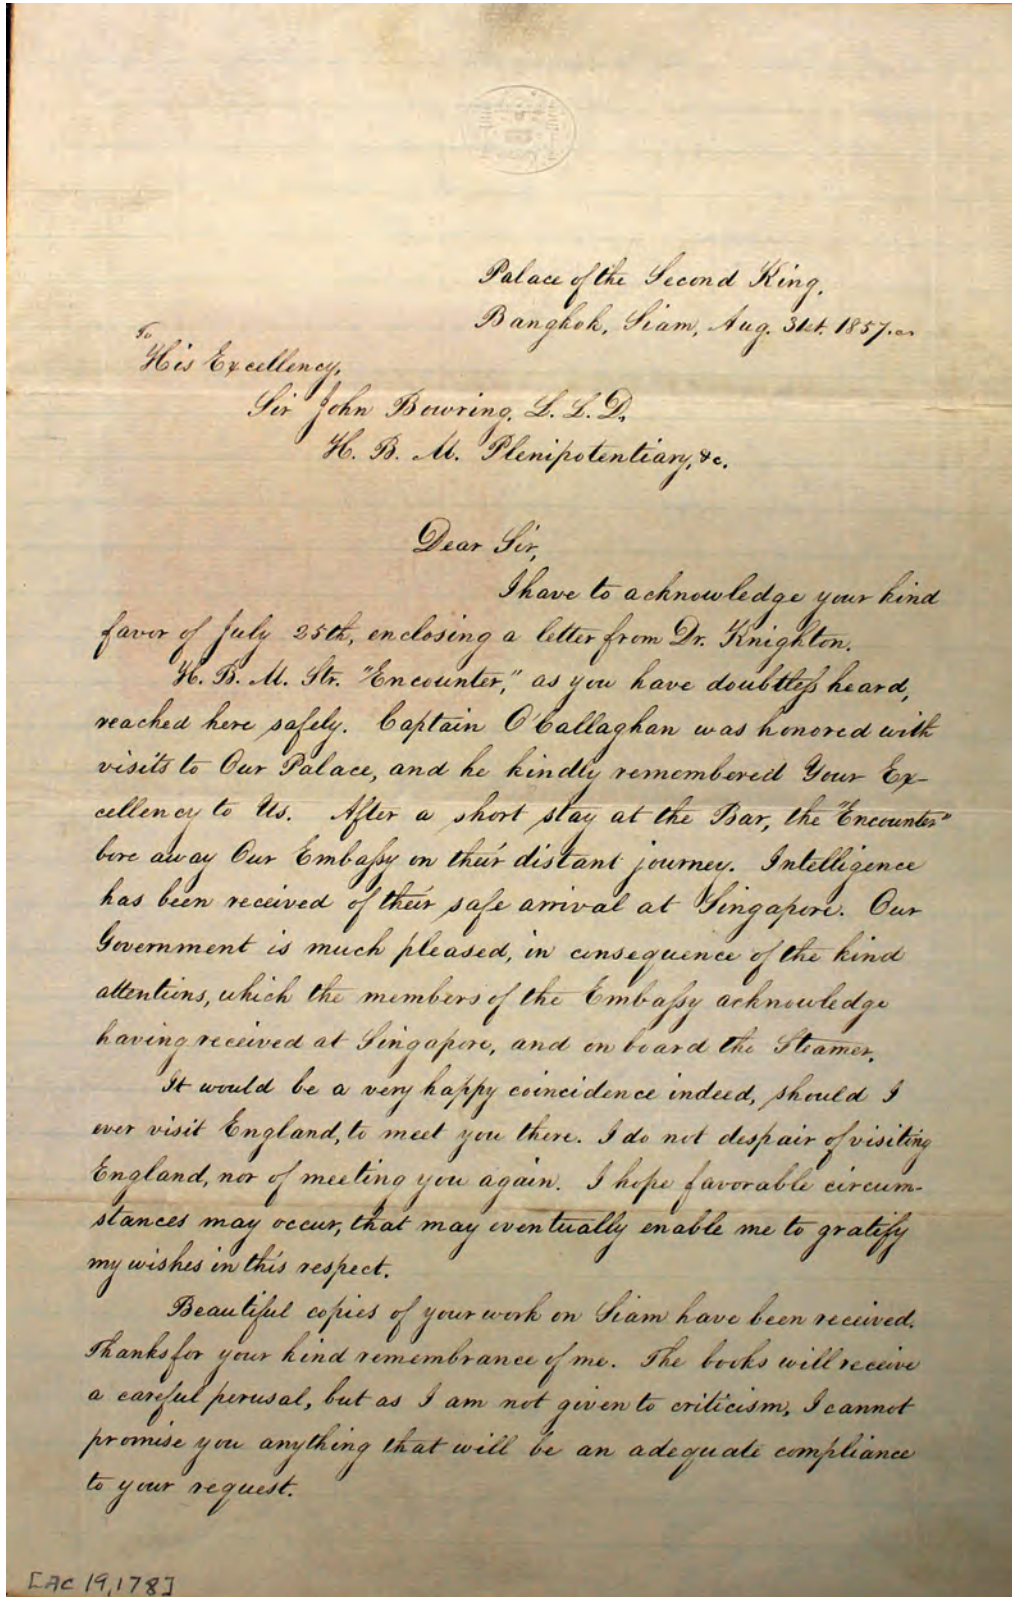 Palace of the Second King.
Bangkok, Siam, Aug. 31st. 1857.
To
His Excellency,
Sir John Bowring, L. L. D.
H. B. M. Plenipotentiary, &c.
Dear Sir,
I have to acknowledge your kind
favor of July 25th, enclosing a letter from Dr. Knighton.
H. B. M. Str. "Encounter," as you have doubtless heard,
reached here safely. Captain O'Callaghan was honored with
visits to Our Palace, and he kindly remembered Your Ex-
cellency to Us. After a short stay at the Bar, the "Encounter"
bore away Our Embassy on their distant journey. Intelligence
has been received of their safe arrival at Singapore. Our
Government is much pleased, in consequence of the kind
attentions, which the members of the Embassy acknowledge
having received at Singapore, and on board the Steamer.
It would be a very happy coincidence indeed, should I
ever visit England, to meet you there. I do not despair of visiting
England, nor of meeting you again. I hope favorable circum-
stances may occur, that may eventually enable me to gratify
my wishes in this respect.
Beautiful copies of your work on Siam have been received.
Thanks for your kind remembrance of me. The books will receive
a careful perusal, but as I am not given to criticism, I cannot
promise you anything that will be an adequate compliance
to your request.
[AC 19,178]